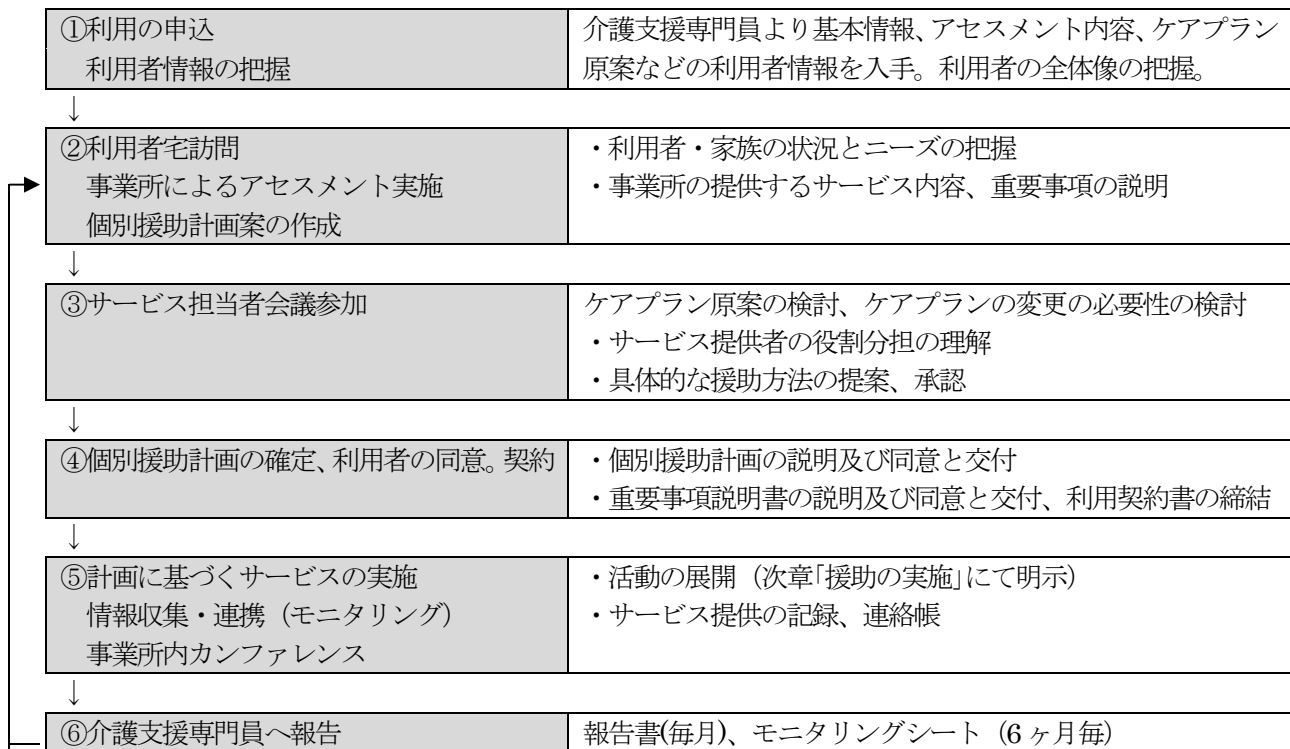 ①利用の申込
利用者情報の把握
介護支援専門員より基本情報、アセスメント内容、ケアプラン
原案などの利用者情報を入手。利用者の全体像の把握。
↓
②利用者宅訪問
事業所によるアセスメント実施
個別援助計画案の作成
・利用者・家族の状況とニーズの把握
・事業所の提供するサービス内容、重要事項の説明
↓
③サービス担当者会議参加
ケアプラン原案の検討、ケアプランの変更の必要性の検討
・サービス提供者の役割分担の理解
・具体的な援助方法の提案、承認
↓
④個別援助計画の確定、利用者の同意。契約
・個別援助計画の説明及び同意と交付
・重要事項説明書の説明及び同意と交付、利用契約書の締結
↓
⑤計画に基づくサービスの実施
情報収集・連携（モニタリング）
事業所内カンファレンス
・活動の展開（次章「援助の実施」にて明示）
・サービス提供の記録、連絡帳
↓
⑥介護支援専門員へ報告
報告書(毎月)、モニタリングシート（6 ヶ月毎）